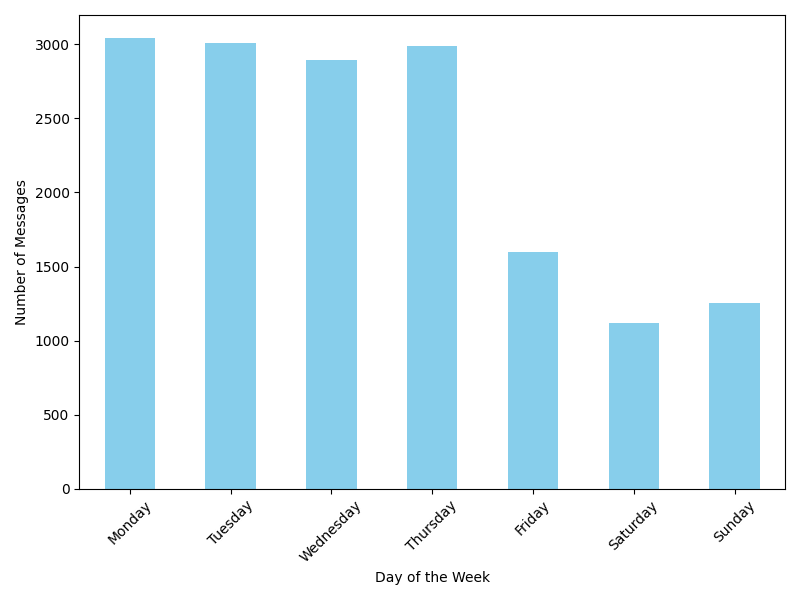 Number of Messages
3000
2500
2000
1500
1000
500
0
Monday
Tuesday
Wednesday
Thursday
Friday
Saturday
Sunday
Day of the Week